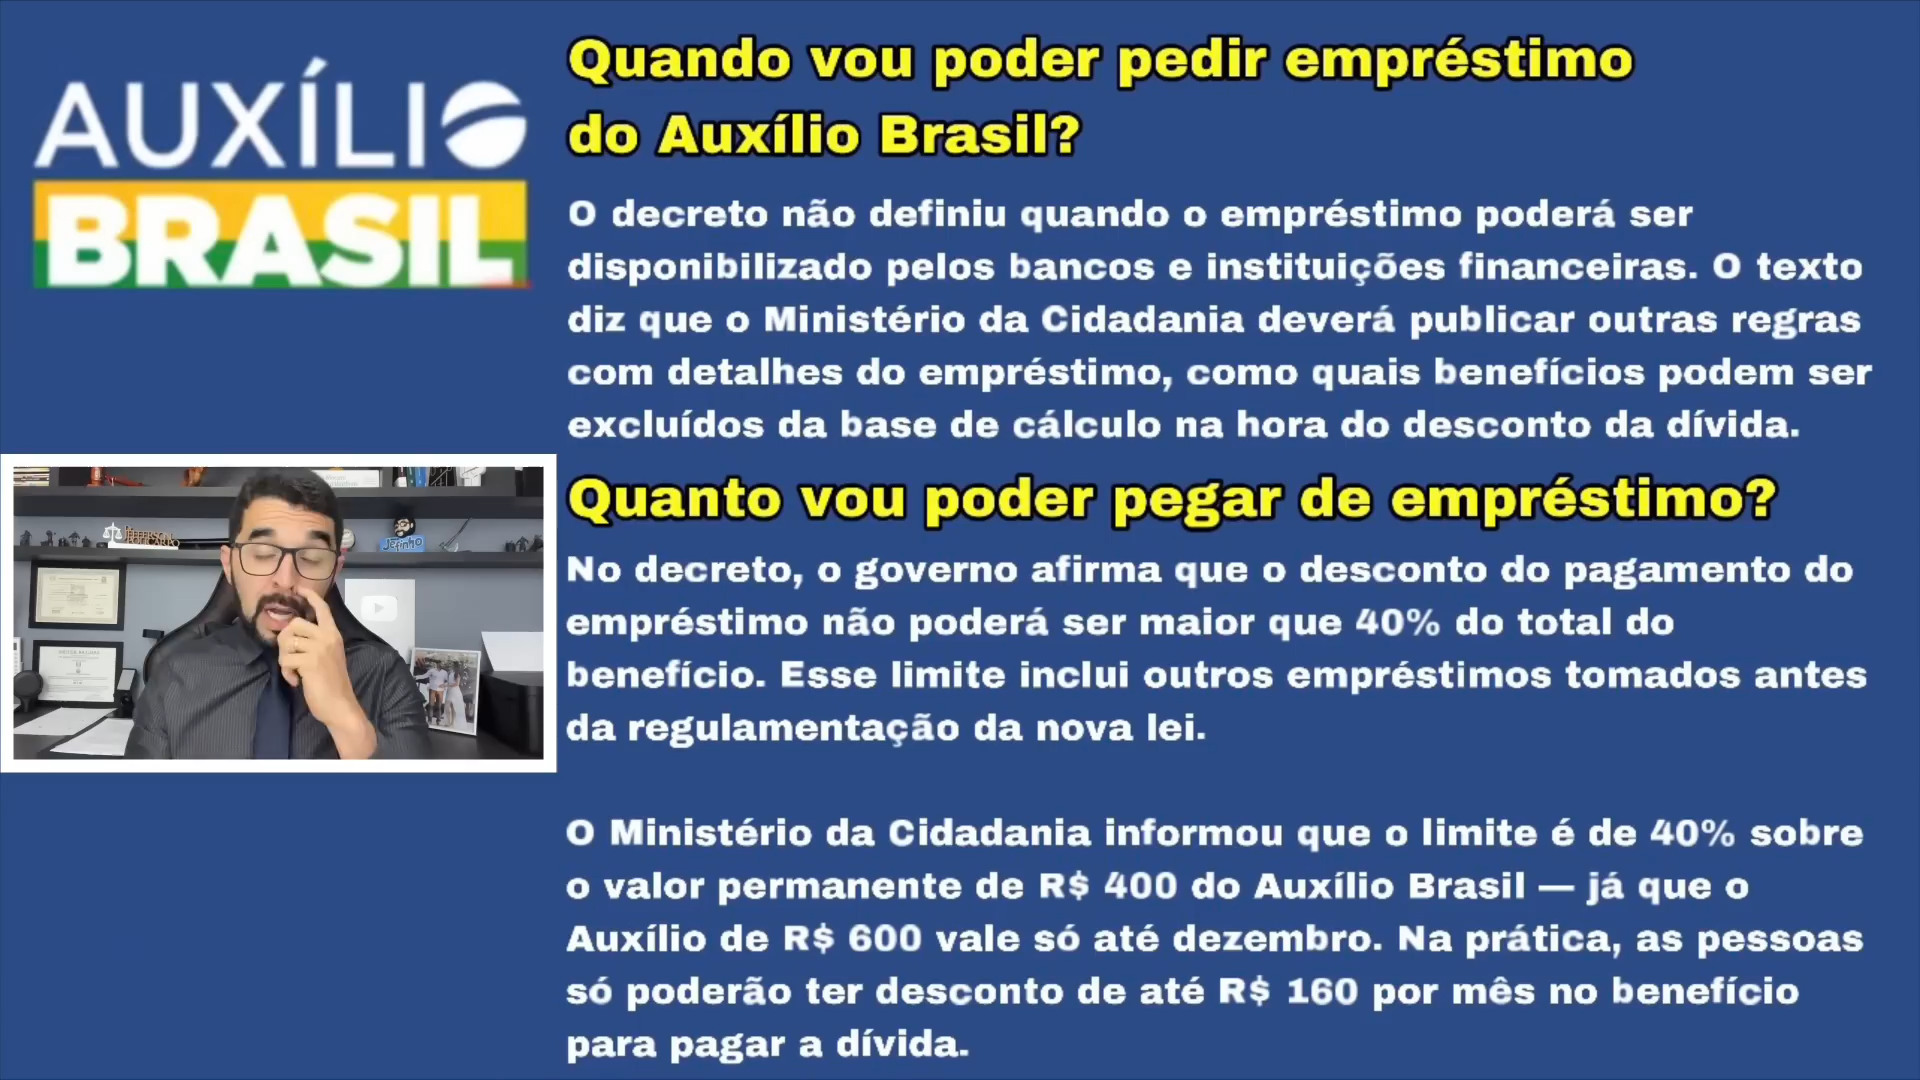 AUXÍLIO
BRASIL
Quando vou poder pedir empréstimo
do Auxílio Brasil?
O decreto não definiu quando o empréstimo poderá ser
disponibilizado pelos bancos e instituições financeiras. O texto
diz que o Ministério da Cidadania deverá publicar outras regras
com detalhes do empréstimo, como quais benefícios podem ser
excluídos da base de cálculo na hora do desconto da dívida.
Quanto vou poder pegar de empréstimo?
No decreto, o governo afirma que o desconto do pagamento do
empréstimo não poderá ser maior que 40% do total do
benefício. Esse limite inclui outros empréstimos tomados antes
da regulamentação da nova lei.
O Ministério da Cidadania informou que o limite é de 40% sobre
o valor permanente de R$ 400 do Auxílio Brasil — já que o
Auxílio de R$ 600 vale só até dezembro. Na prática, as pessoas
só poderão ter desconto de até R$ 160 por mês no benefício
para pagar a dívida.
JEFFERSON
POLICARPO
Jefinho